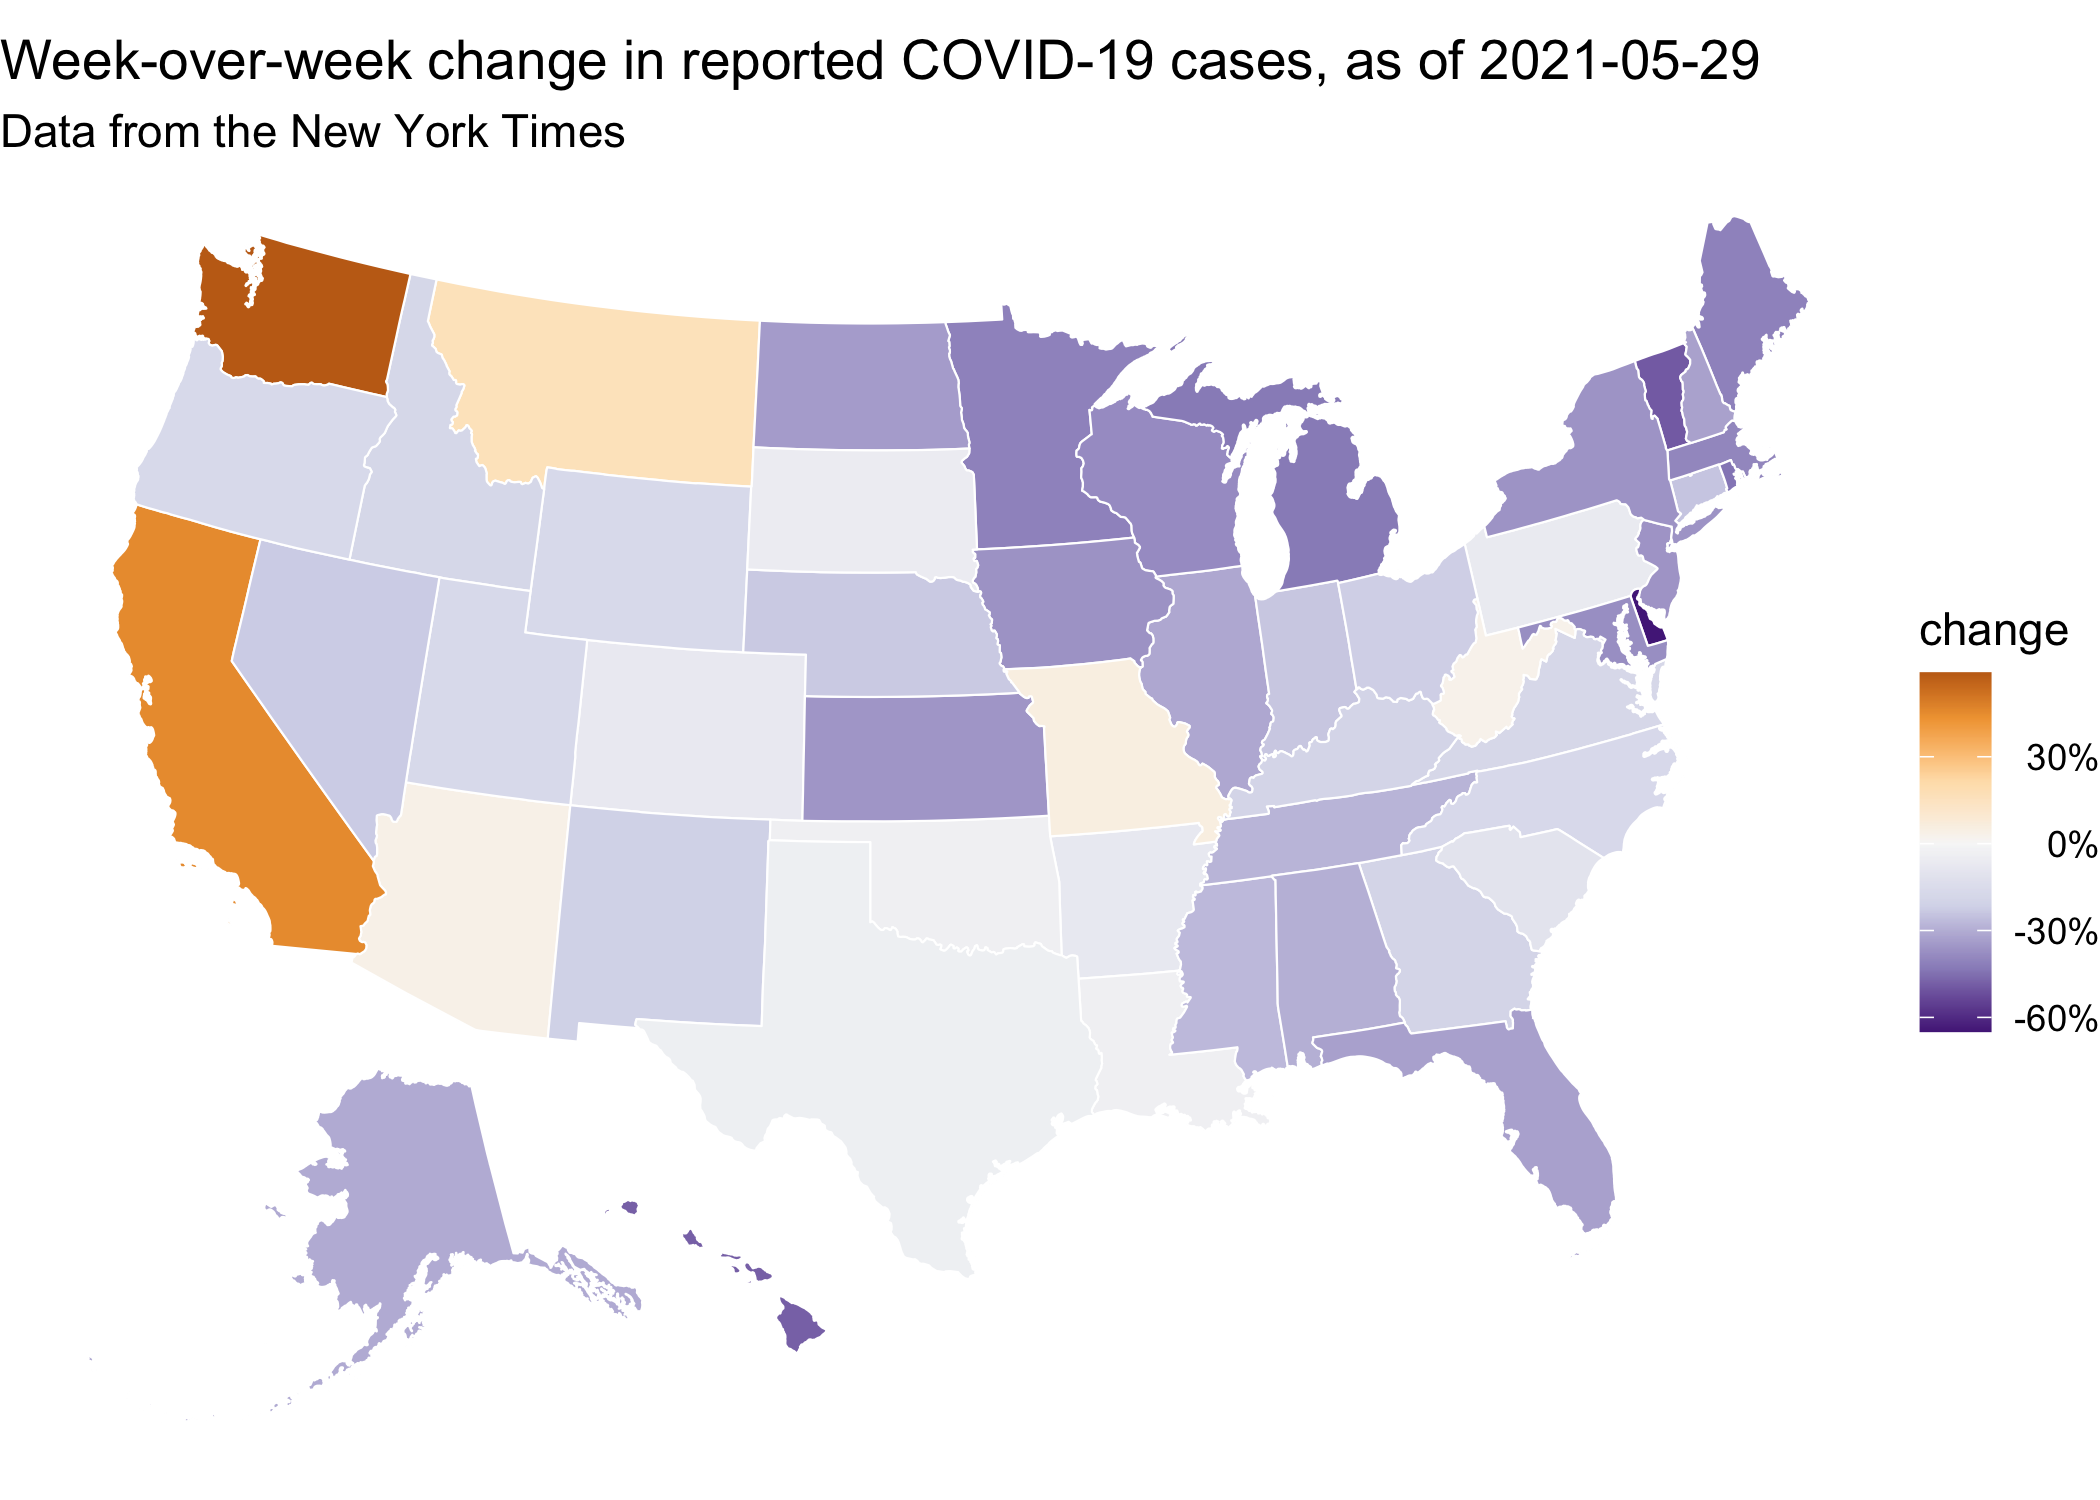 Week-over-week change in reported COVID-19 cases, as of 2021-05-29
Data from the New York Times
change
30%
0%
-30%
-60%